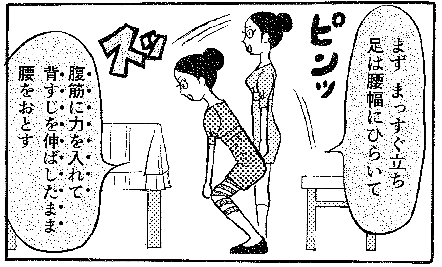 まず まっすぐ立ち
足は腰幅にひらいて
ピンッ
ズッ
腹筋に力を入れて
背すじを伸ばしたまま
腰をおとす